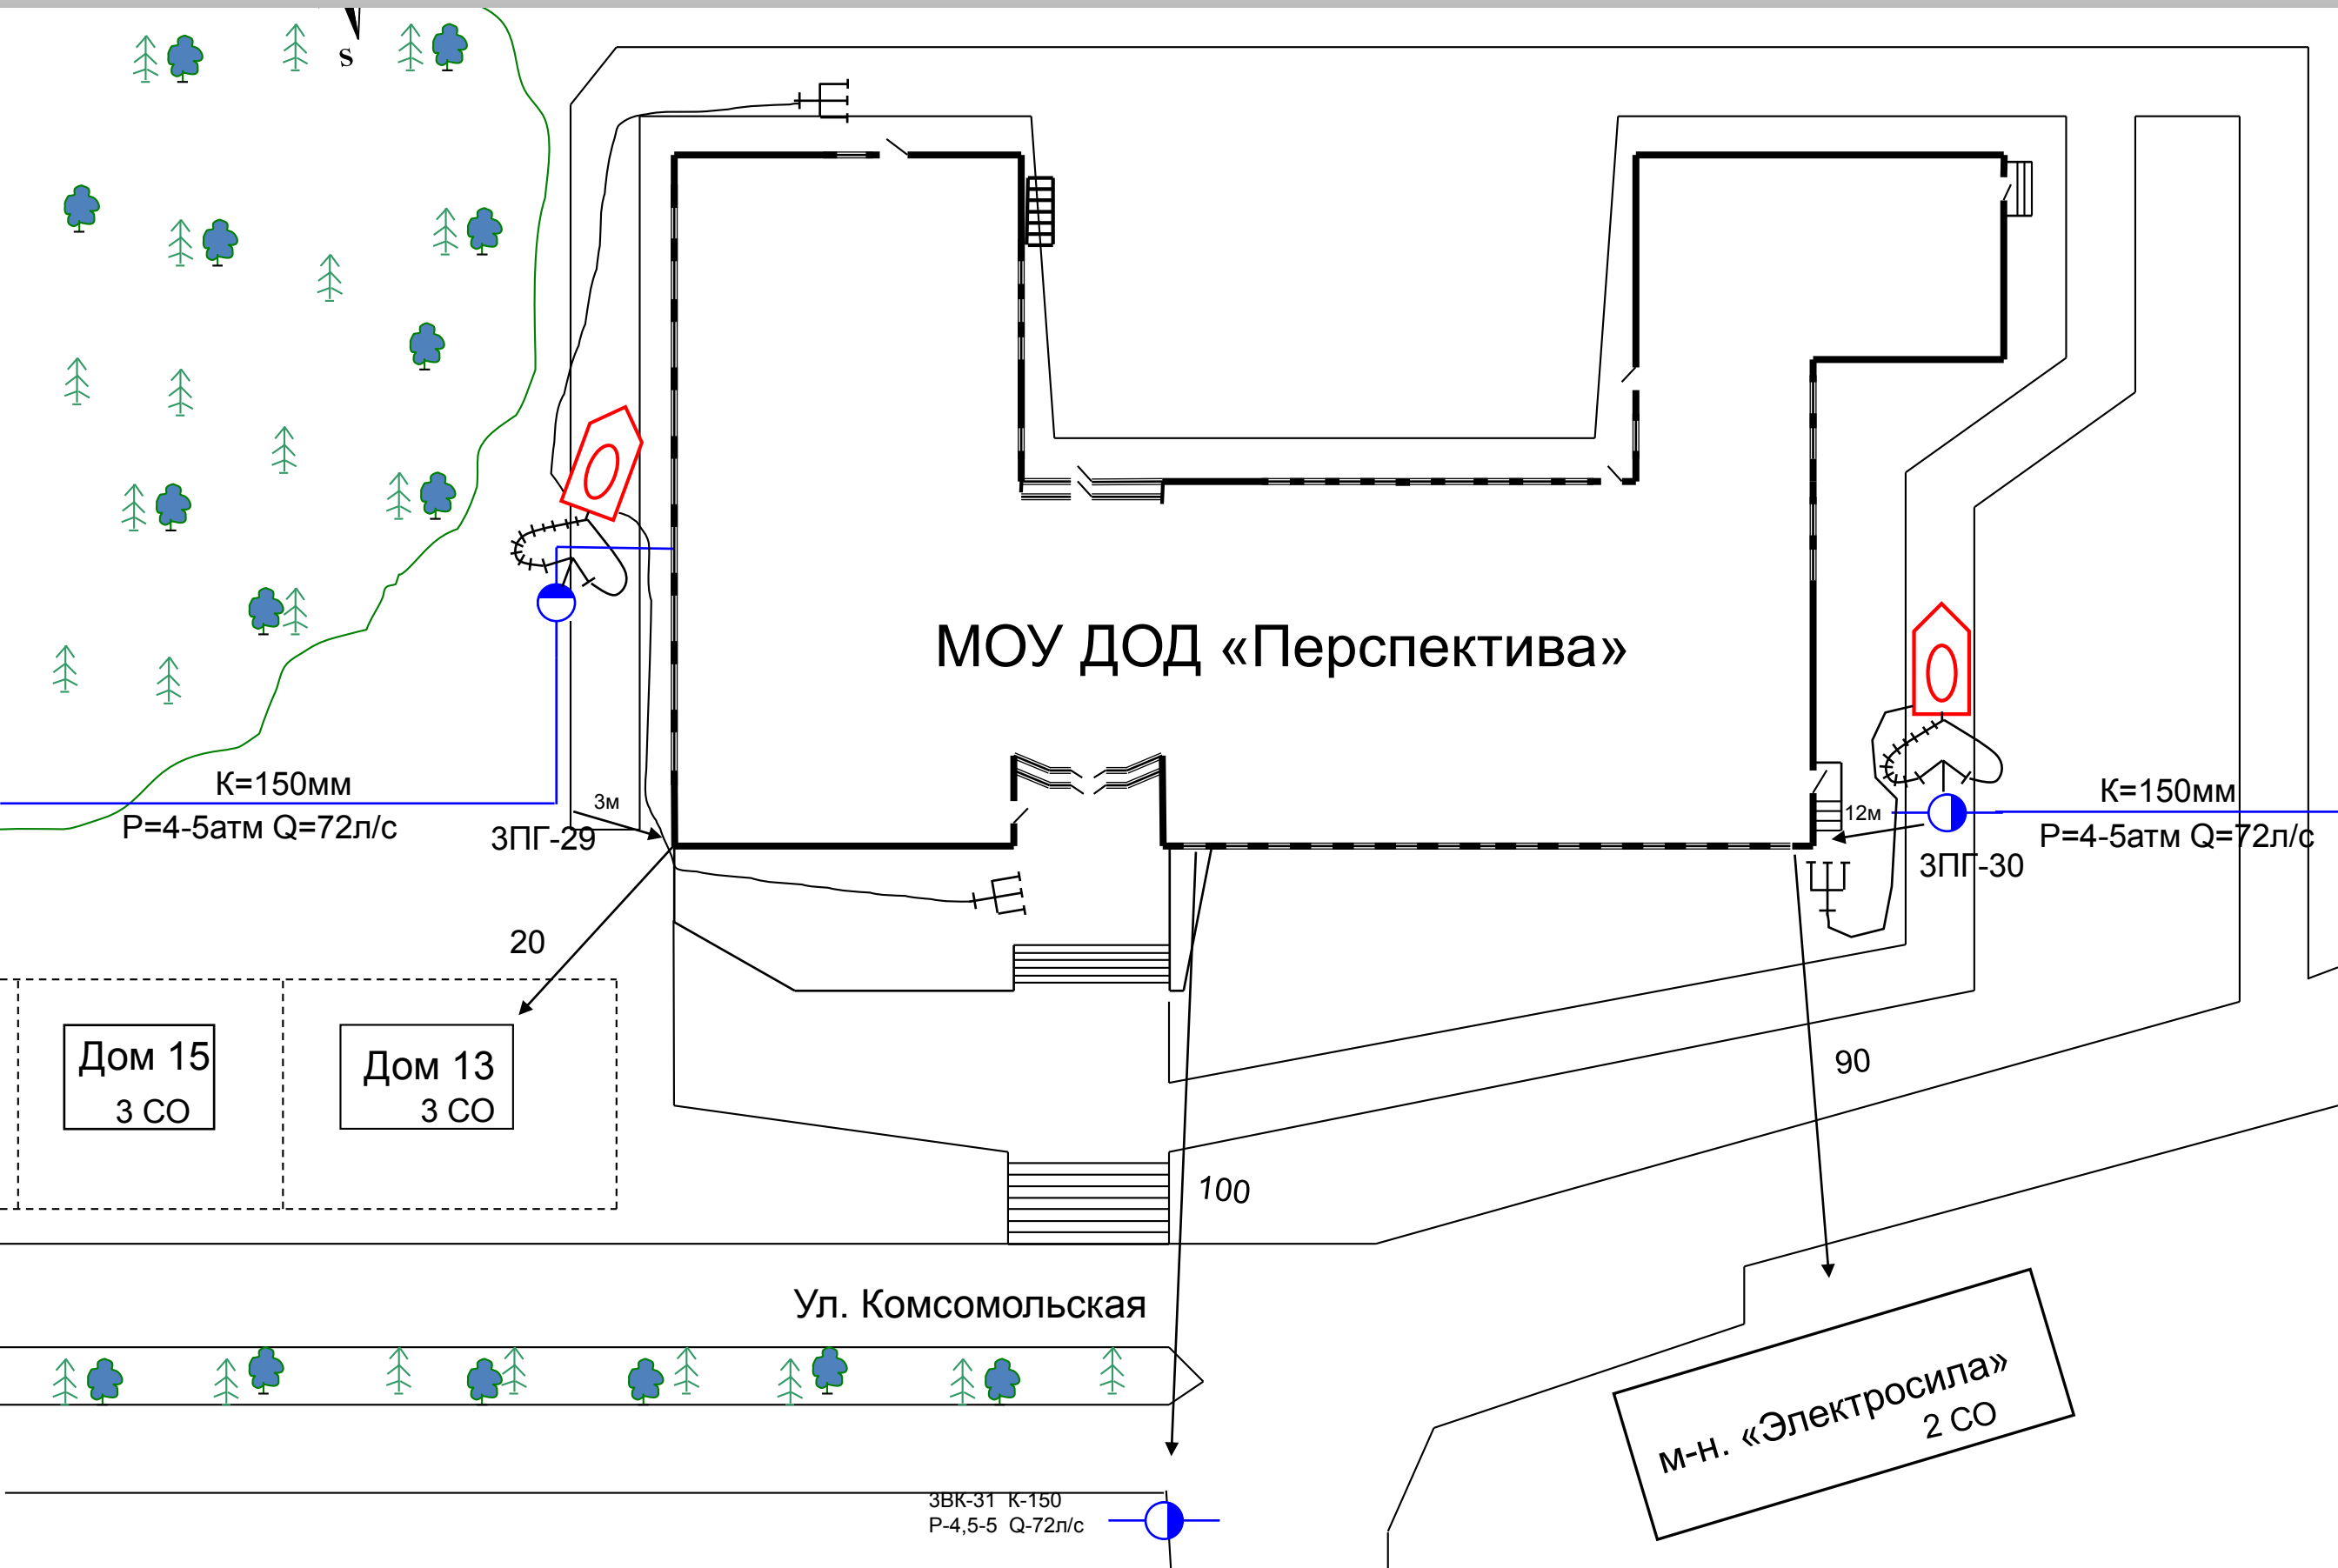 S
МОУ ДОД «Перспектива»
К=150мм
Р=4-5атм Q=72л/с
3м
ЗПГ-29
12м
К=150мм
Р=4-5атм Q=72л/с
ЗПГ-30
20
Дом 15
3 СО
Дом 13
3 СО
90
100
Ул. Комсомольская
м-н. «Электросила»
2 СО
ЗВК-31 К-150
Р-4,5-5 Q-72л/с